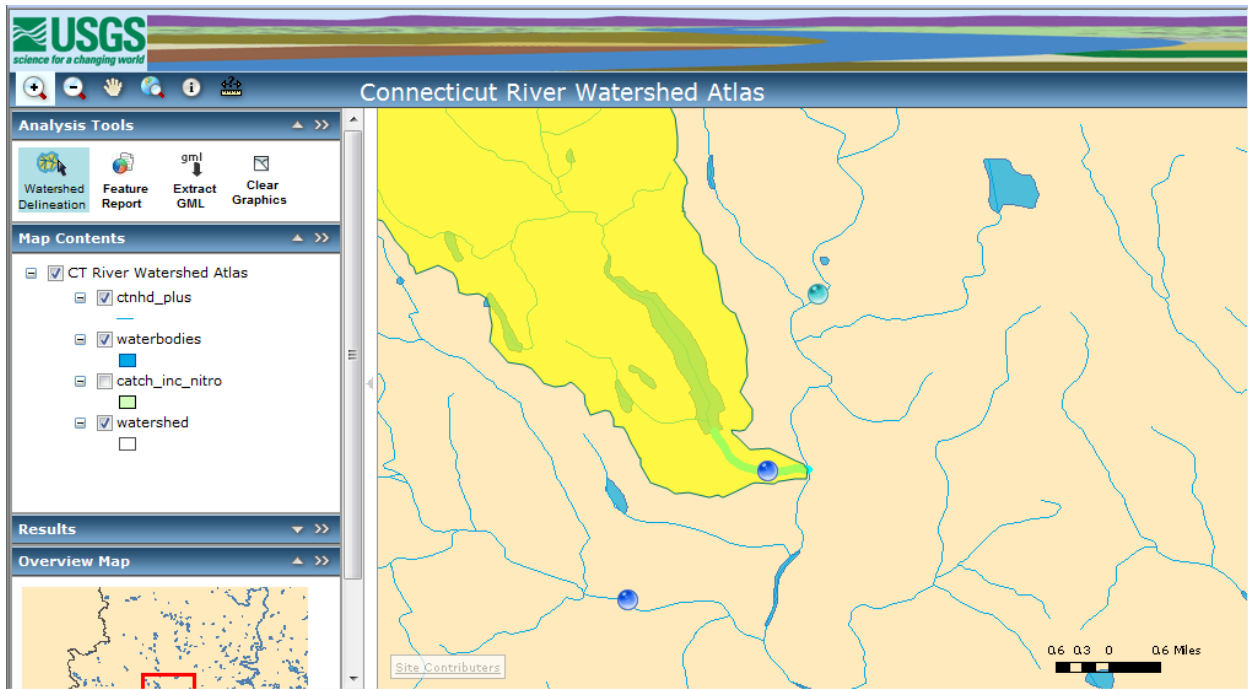 USGS
science for a changing world
Connecticut River Watershed Atlas
Analysis Tools
Watershed Delineation
Feature Report
gml
Extract GML
Clear Graphics
Map Contents
CT River Watershed Atlas
ctnhd_plus
waterbodies
catch_inc_nitro
watershed
Results
Overview Map
Site Contributers
0.6 0.3 0 0.6 Miles